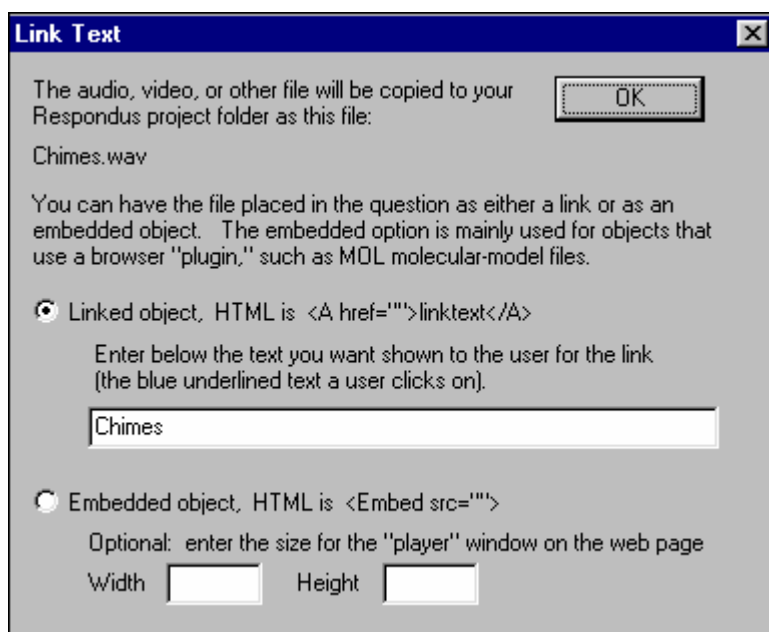 Link Text
The audio, video, or other file will be copied to your
Respondus project folder as this file:
OK
Chimes.wav
You can have the file placed in the question as either a link or as an
embedded object.  The embedded option is mainly used for objects that
use a browser "plugin," such as MOL molecular-model files.
Linked object,  HTML is  <A href="">linktext</A>
Enter below the text you want shown to the user for the link
(the blue underlined text a user clicks on).
Chimes
Embedded object,  HTML is  <Embed src="">
Optional:  enter the size for the "player" window on the web page
Width Height